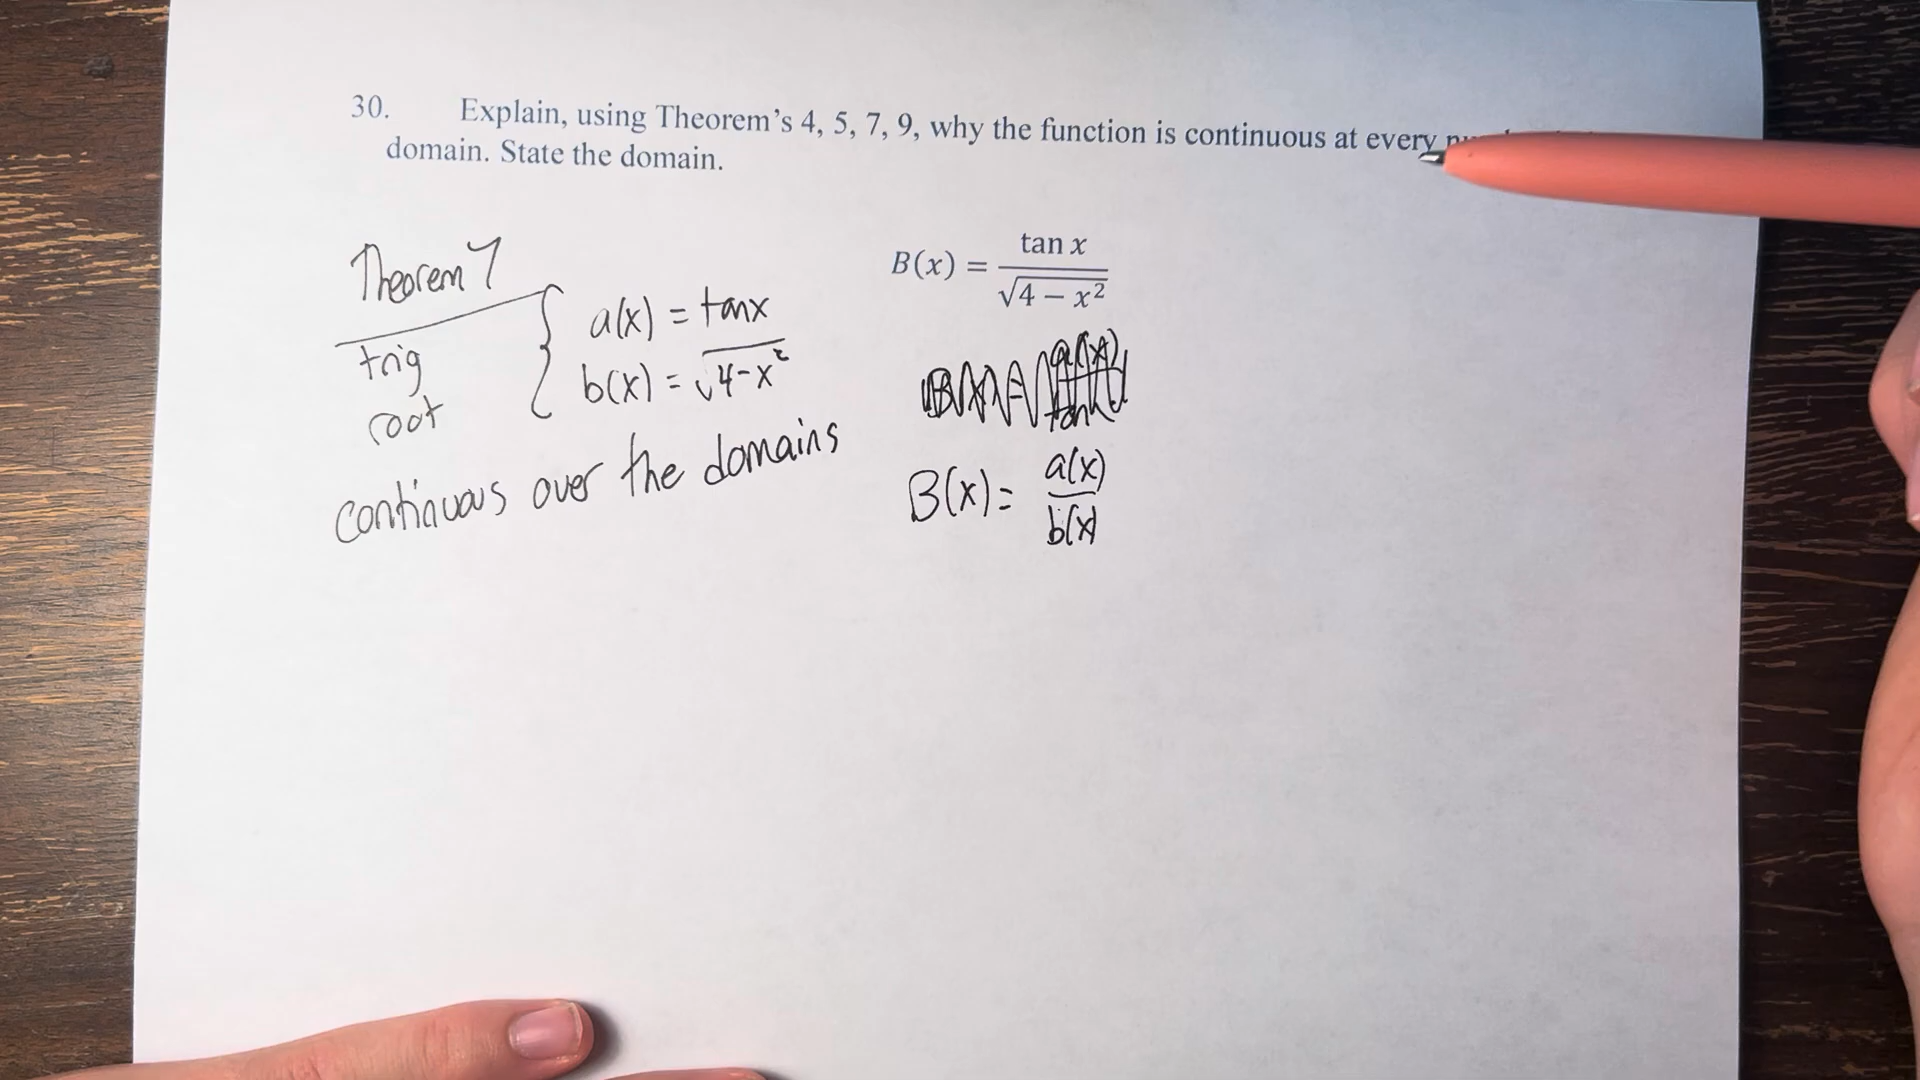 30. Explain, using Theorem's 4, 5, 7, 9, why the function is continuous at every
domain. State the domain.
B(x) = tan x / √4 − x²
Theorem 7
trig
root
a(x) = tanx
b(x) = √4-x²
continuous over the domains
B(x) = a(x) / b(x)